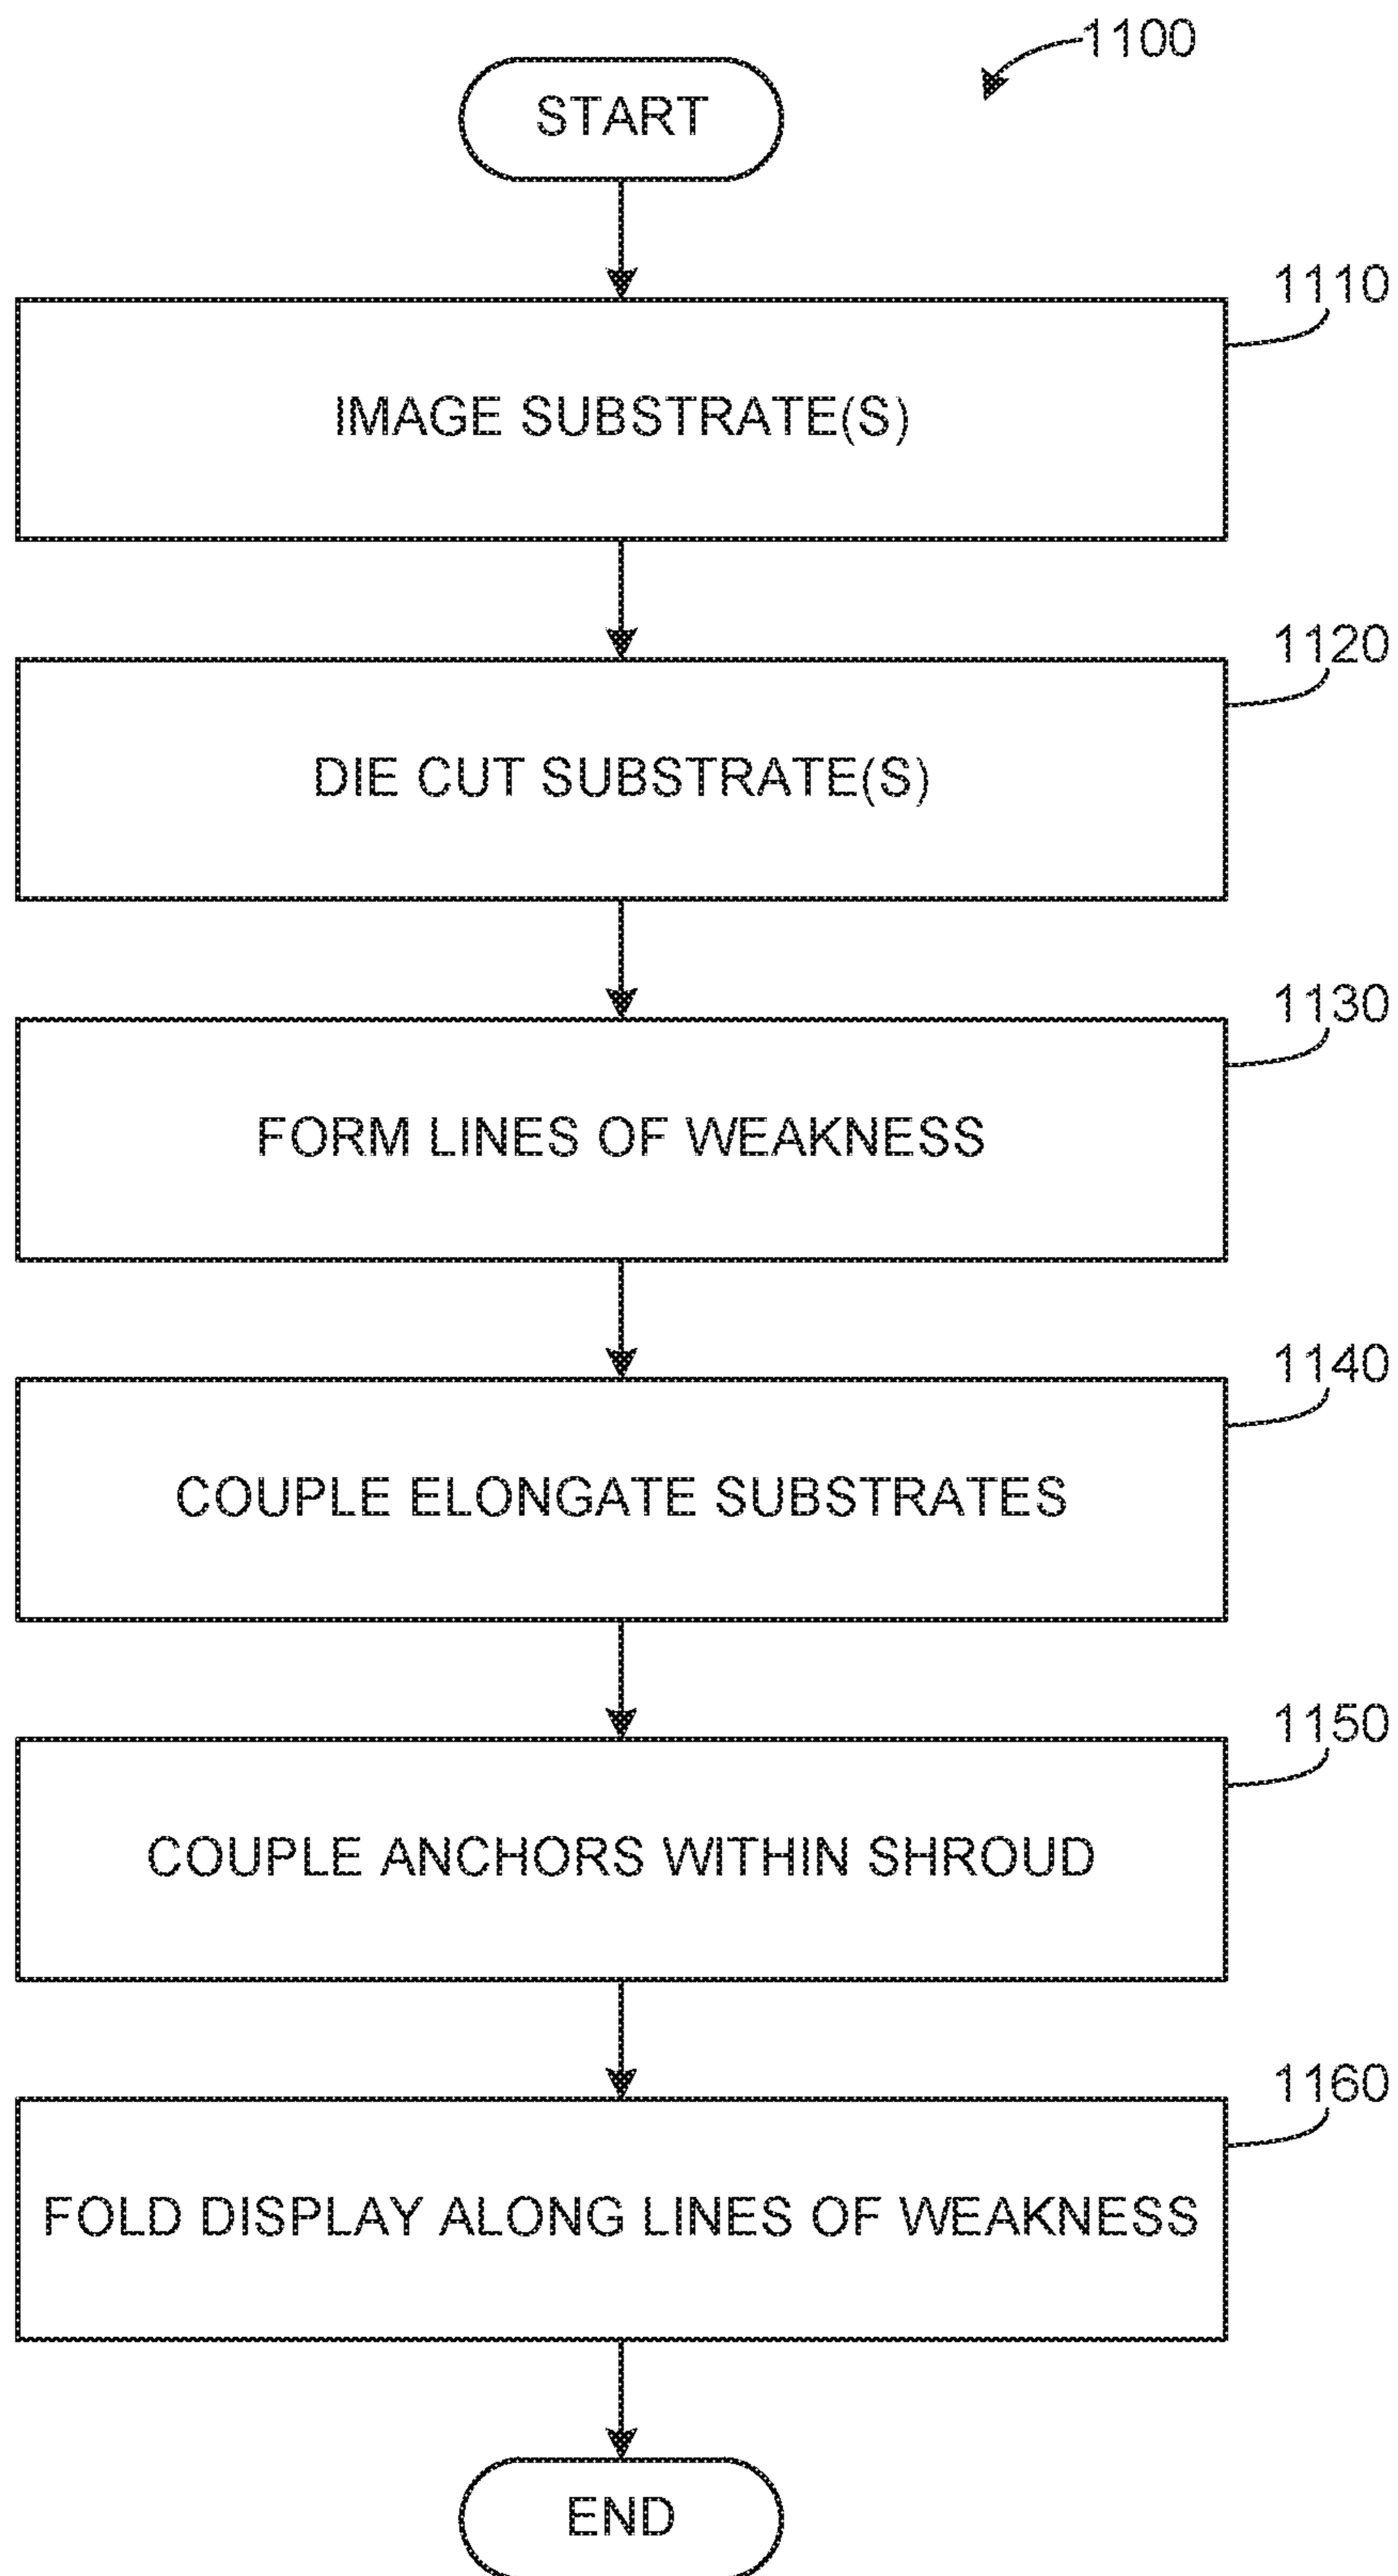 1100
START
1110
IMAGE SUBSTRATE(S)
1120
DIE CUT SUBSTRATE(S)
1130
FORM LINES OF WEAKNESS
1140
COUPLE ELONGATE SUBSTRATES
1150
COUPLE ANCHORS WITHIN SHROUD
1160
FOLD DISPLAY ALONG LINES OF WEAKNESS
END